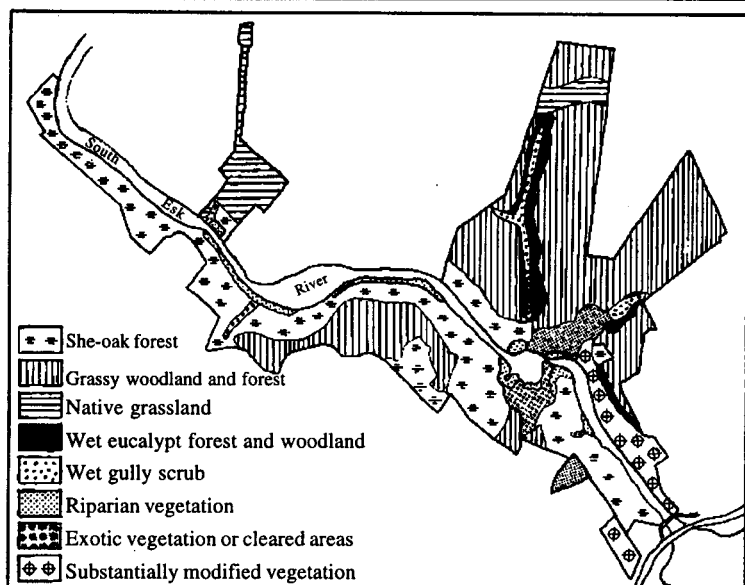 South
Esk
River
She-oak forest
Grassy woodland and forest
Native grassland
Wet eucalypt forest and woodland
Wet gully scrub
Riparian vegetation
Exotic vegetation or cleared areas
Substantially modified vegetation